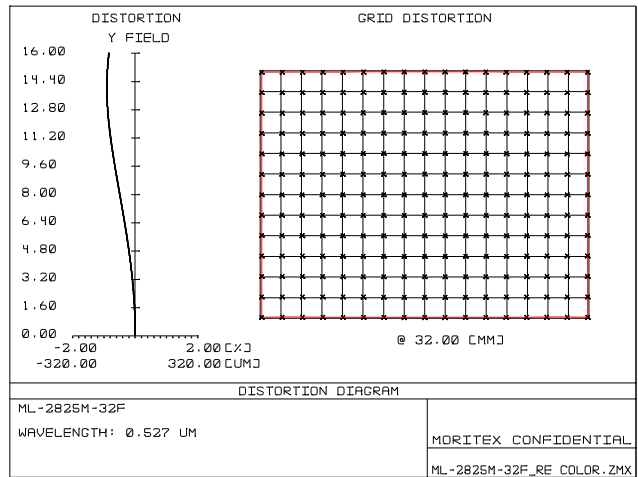 DISTORTION
Y FIELD
GRID DISTORTION
16.00
14.40
12.80
11.20
9.60
8.00
6.40
4.80
3.20
1.60
0.00
-2.00 2.00 [%]
-320.00 320.00 [UM]
@ 32.00 [MM]
DISTORTION DIAGRAM
ML-2825M-32F
WAVELENGTH: 0.527 UM
MORITEX CONFIDENTIAL
ML-2825M-32F_RE COLOR.ZMX